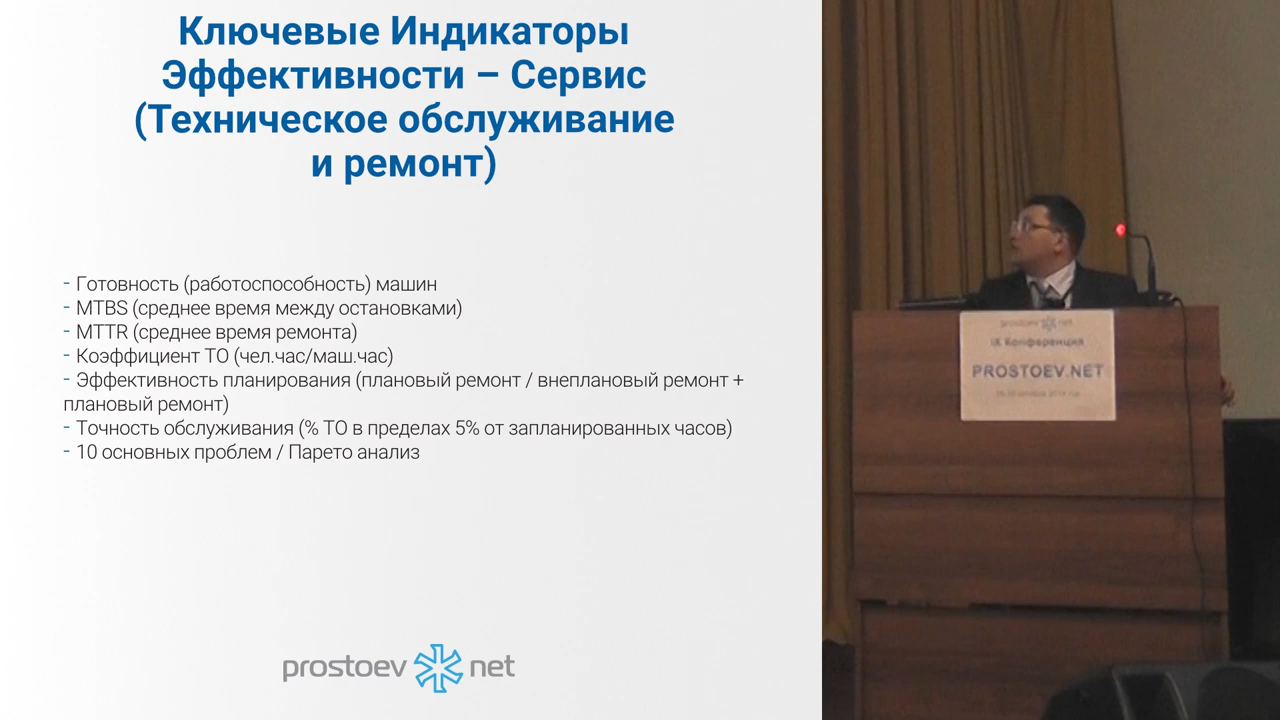 Ключевые Индикаторы
Эффективности – Сервис
(Техническое обслуживание
и ремонт)
- Готовность (работоспособность) машин
- MTBS (среднее время между остановками)
- MTTR (среднее время ремонта)
- Коэффициент ТО (чел.час/маш.час)
- Эффективность планирования (плановый ремонт / внеплановый ремонт +
плановый ремонт)
- Точность обслуживания (% ТО в пределах 5% от запланированных часов)
- 10 основных проблем / Парето анализ
prostoev net
prostoev net
IX Конференция
PROSTOEV.NET